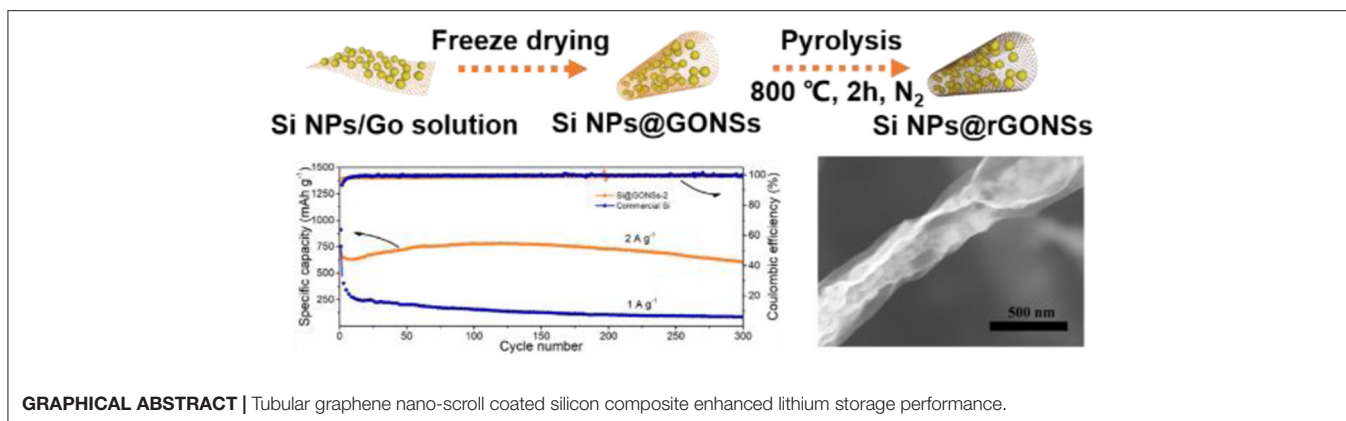 Freeze drying
Pyrolysis
800 ℃, 2h, N₂
Si NPs/Go solution
Si NPs@GONSs
Si NPs@rGONSs
Specific capacity (mAh g⁻¹)
1500
1250
1000
750
500
250
0
50
100
150
200
250
300
Cycle number
Coulombic efficiency (%)
100
80
60
40
20
Si@GONSs-2
Commercial Si
2 A g⁻¹
1 A g⁻¹
500 nm
GRAPHICAL ABSTRACT | Tubular graphene nano-scroll coated silicon composite enhanced lithium storage performance.